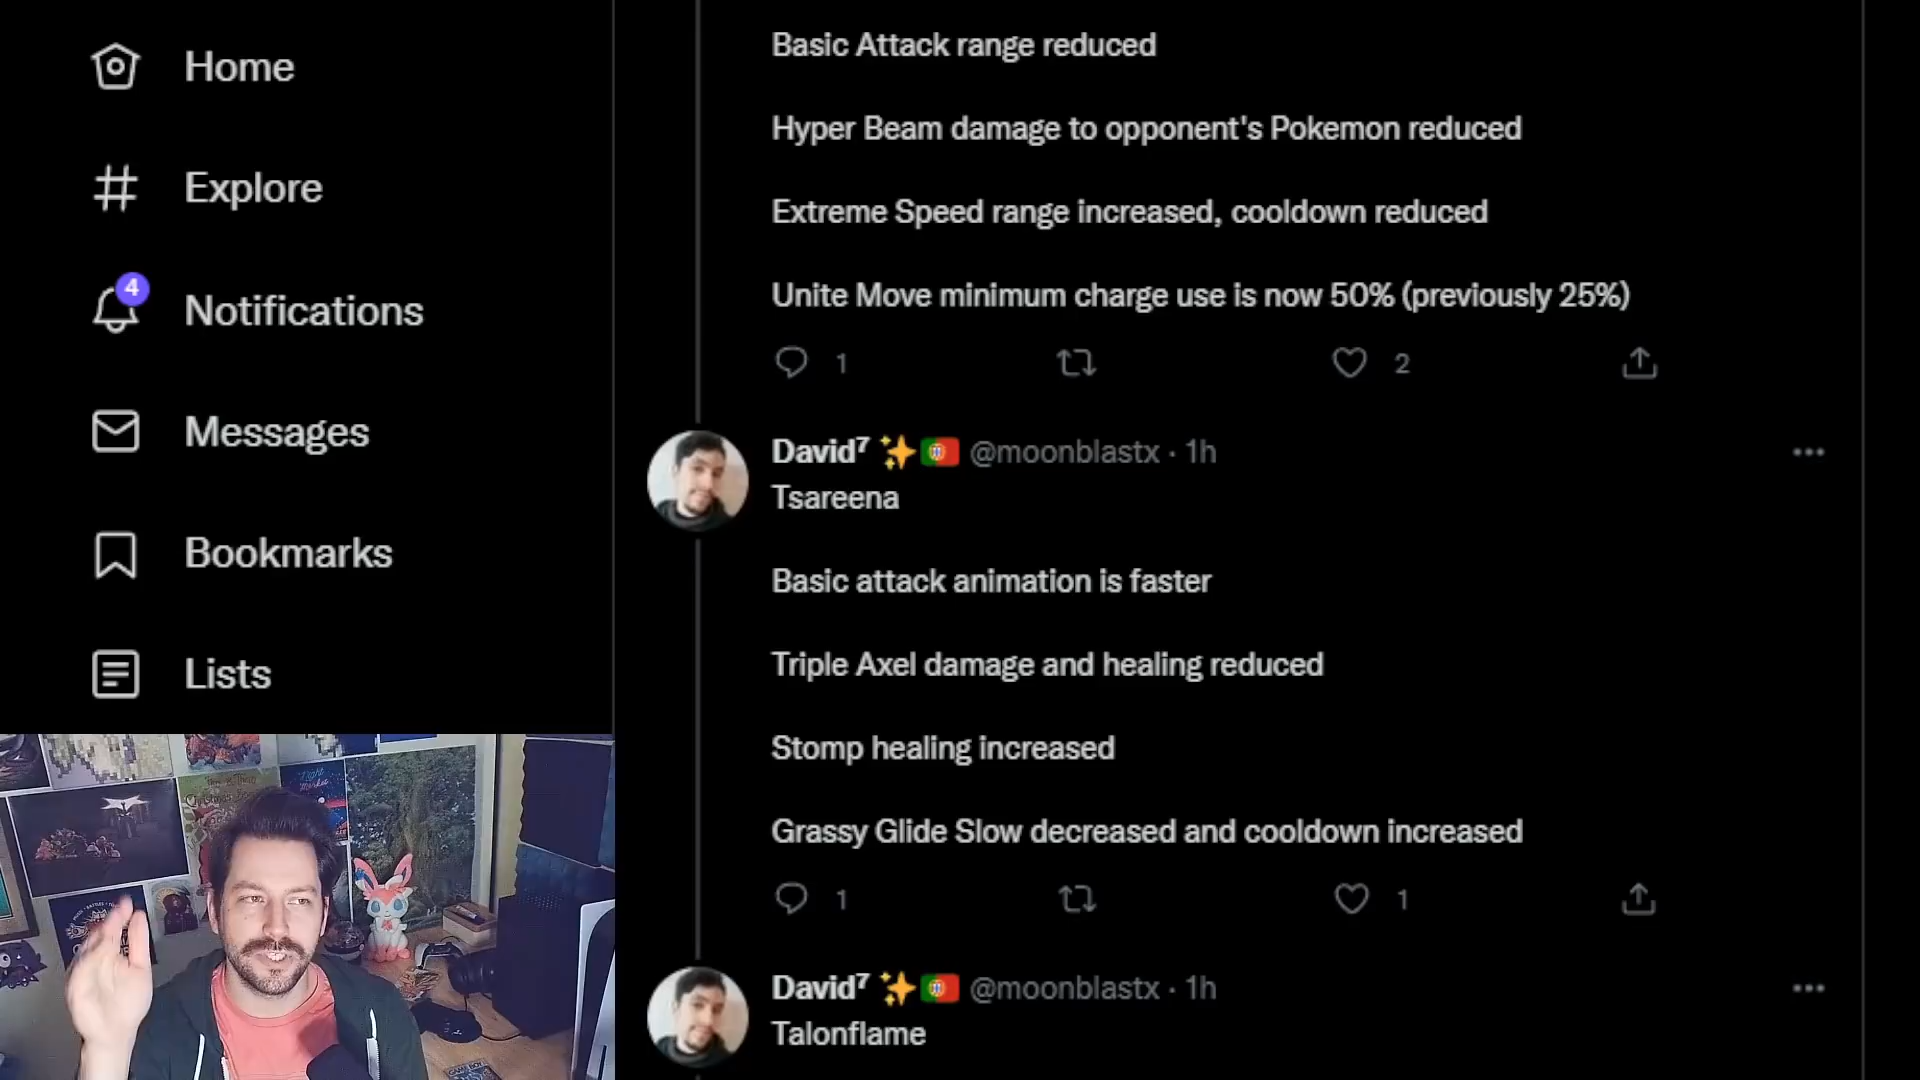 Home
Explore
4
Notifications
Messages
Bookmarks
Lists
Basic Attack range reduced
Hyper Beam damage to opponent's Pokemon reduced
Extreme Speed range increased, cooldown reduced
Unite Move minimum charge use is now 50% (previously 25%)
1
2
David⁷ @moonblastx · 1h
Tsareena
Basic attack animation is faster
Triple Axel damage and healing reduced
Stomp healing increased
Grassy Glide Slow decreased and cooldown increased
1
1
David⁷ @moonblastx · 1h
Talonflame